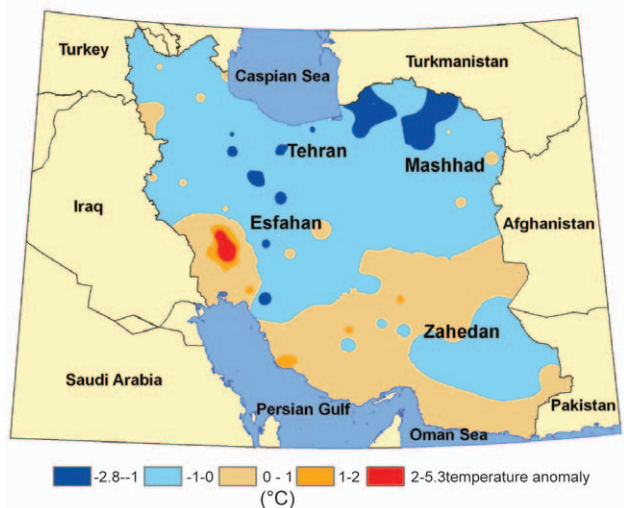 Turkey
Caspian Sea
Turkmanistan
Tehran
Mashhad
Iraq
Esfahan
Afghanistan
Zahedan
Saudi Arabia
Persian Gulf
Oman Sea
Pakistan
-2.8--1 -1-0 0 - 1 1-2 2-5.3temperature anomaly
(°C)